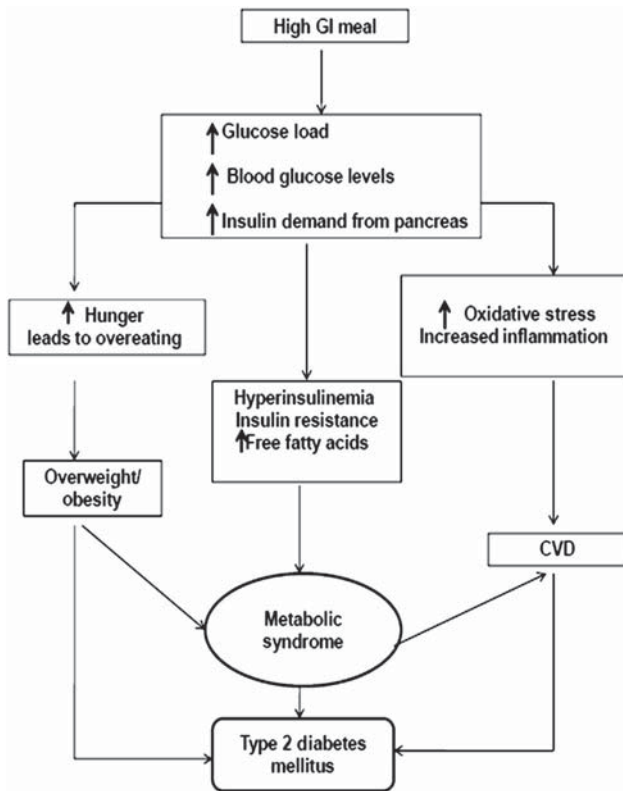 High GI meal
Glucose load
Blood glucose levels
Insulin demand from pancreas
Hunger
leads to overeating
Oxidative stress
Increased inflammation
Hyperinsulinemia
Insulin resistance
Free fatty acids
Overweight/
obesity
CVD
Metabolic
syndrome
Type 2 diabetes
mellitus